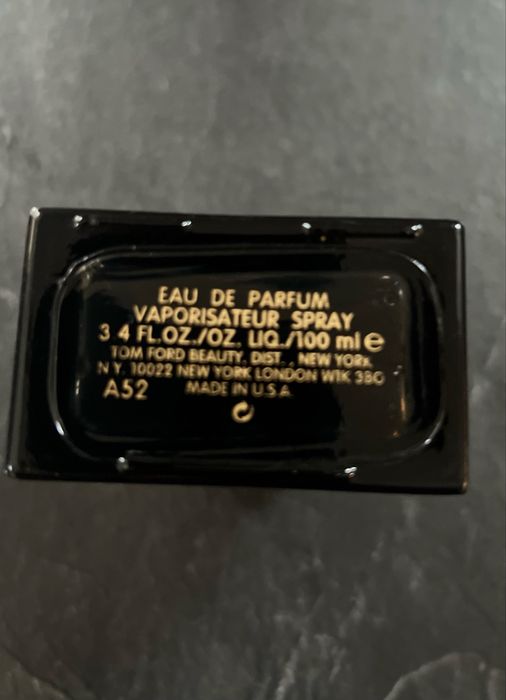 EAU DE PARFUM
VAPORISATEUR SPRAY
3 4 FL.OZ./OZ. LIQ./100 ml e
TOM FORD BEAUTY, DIST. , NEW YORK
N Y. 10022 NEW YORK LONDON W1K 3BG
A52 MADE IN U.S.A.